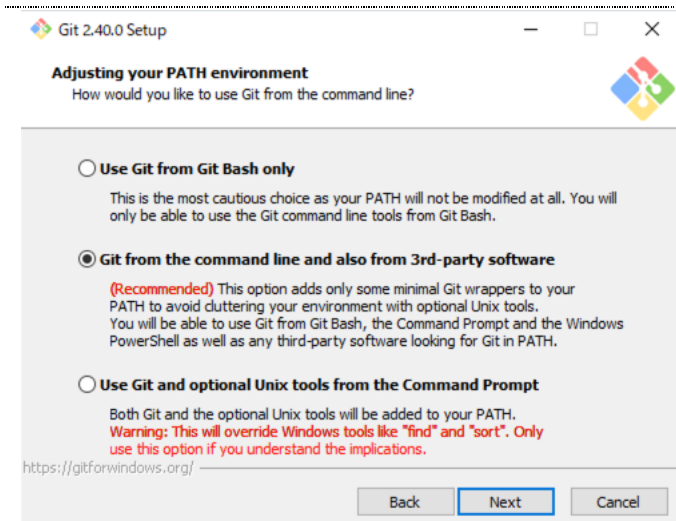 Git 2.40.0 Setup
Adjusting your PATH environment
How would you like to use Git from the command line?
Use Git from Git Bash only
This is the most cautious choice as your PATH will not be modified at all. You will
only be able to use the Git command line tools from Git Bash.
Git from the command line and also from 3rd-party software
(Recommended) This option adds only some minimal Git wrappers to your
PATH to avoid cluttering your environment with optional Unix tools.
You will be able to use Git from Git Bash, the Command Prompt and the Windows
PowerShell as well as any third-party software looking for Git in PATH.
Use Git and optional Unix tools from the Command Prompt
Both Git and the optional Unix tools will be added to your PATH.
Warning: This will override Windows tools like "find" and "sort". Only
use this option if you understand the implications.
https://gitforwindows.org/
Back Next Cancel